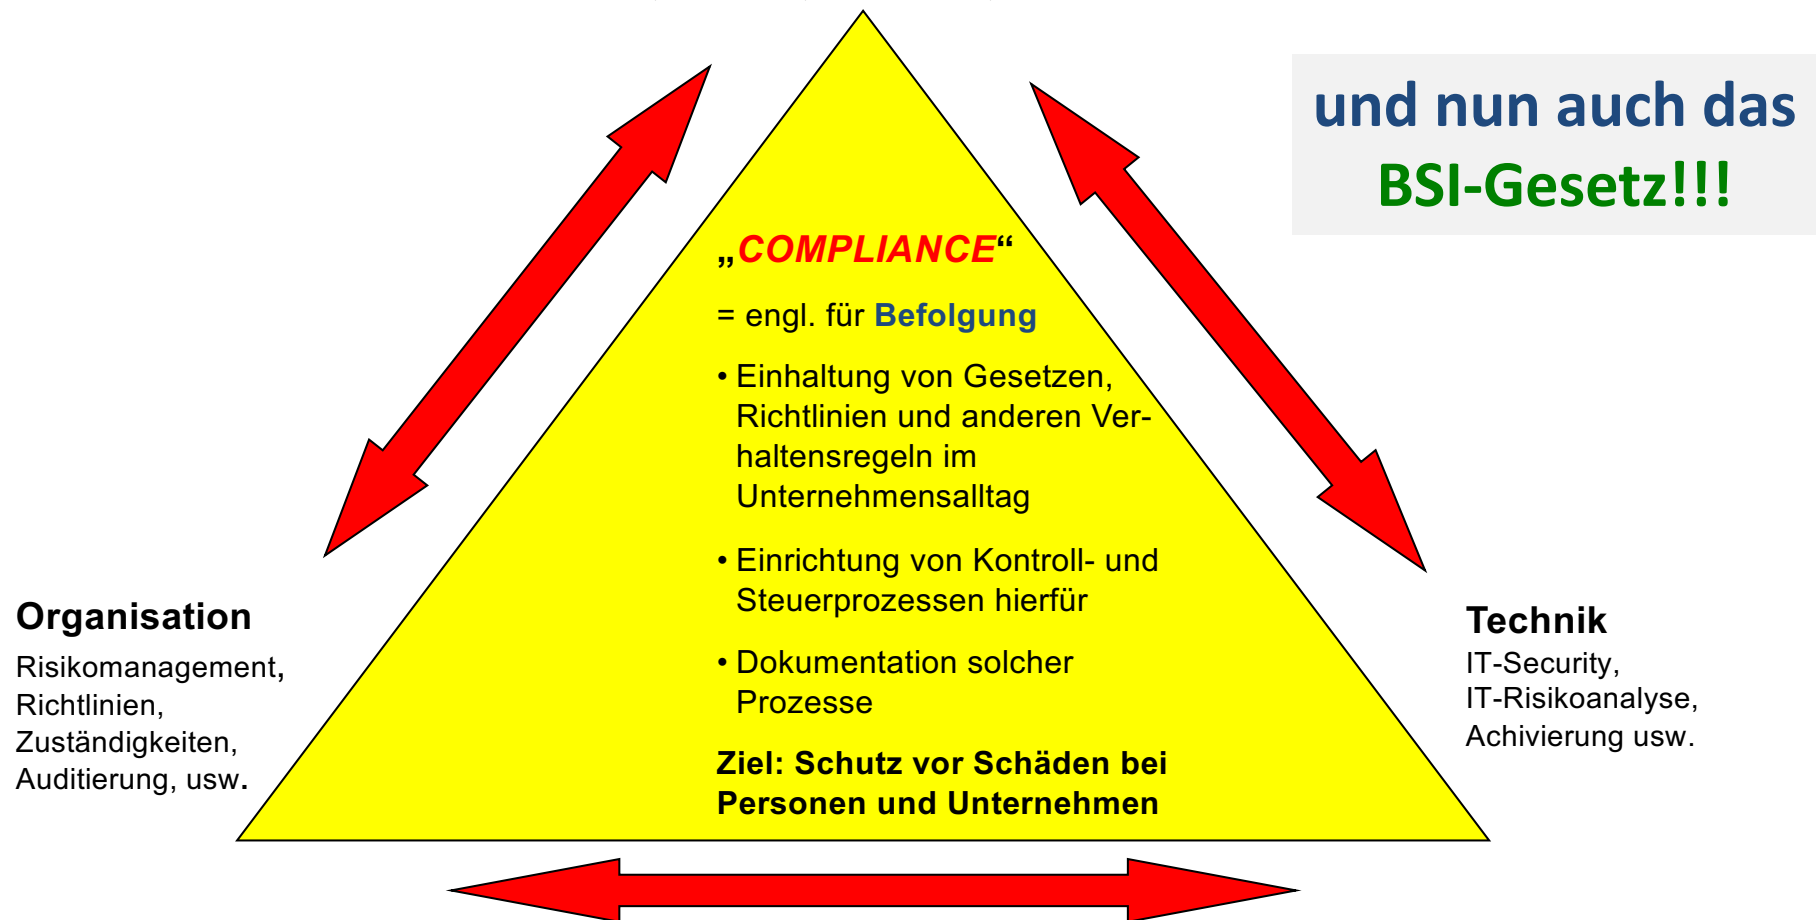 und nun auch das
BSI-Gesetz!!!
„COMPLIANCE“
= engl. für Befolgung
• Einhaltung von Gesetzen,
Richtlinien und anderen Ver-
haltensregeln im
Unternehmensalltag
• Einrichtung von Kontroll- und
Steuerprozessen hierfür
• Dokumentation solcher
Prozesse
Ziel: Schutz vor Schäden bei
Personen und Unternehmen
Organisation
Risikomanagement,
Richtlinien,
Zuständigkeiten,
Auditierung, usw.
Technik
IT-Security,
IT-Risikoanalyse,
Achivierung usw.